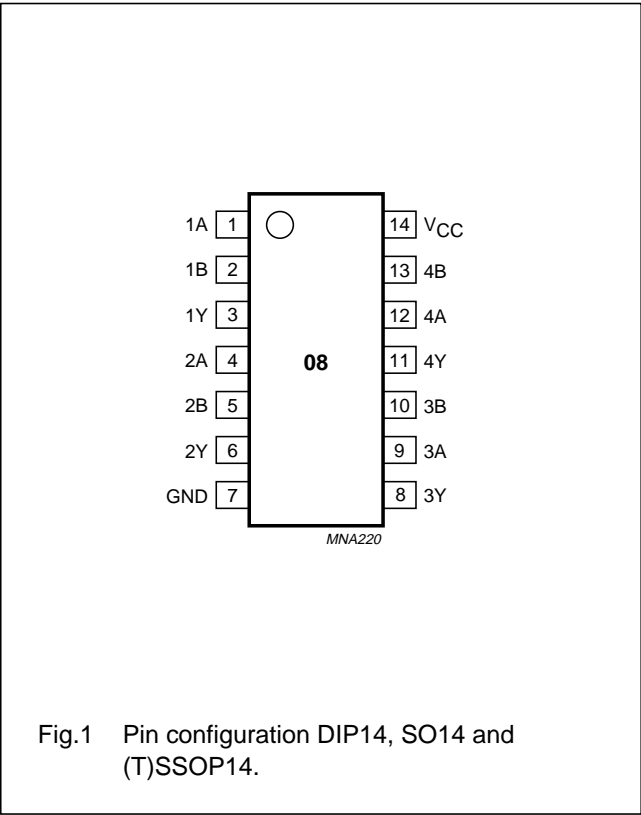 1A 1 14 VCC
1B 2 13 4B
1Y 3 12 4A
2A 4 08 11 4Y
2B 5 10 3B
2Y 6 9 3A
GND 7 8 3Y
MNA220
Fig.1 Pin configuration DIP14, SO14 and
(T)SSOP14.